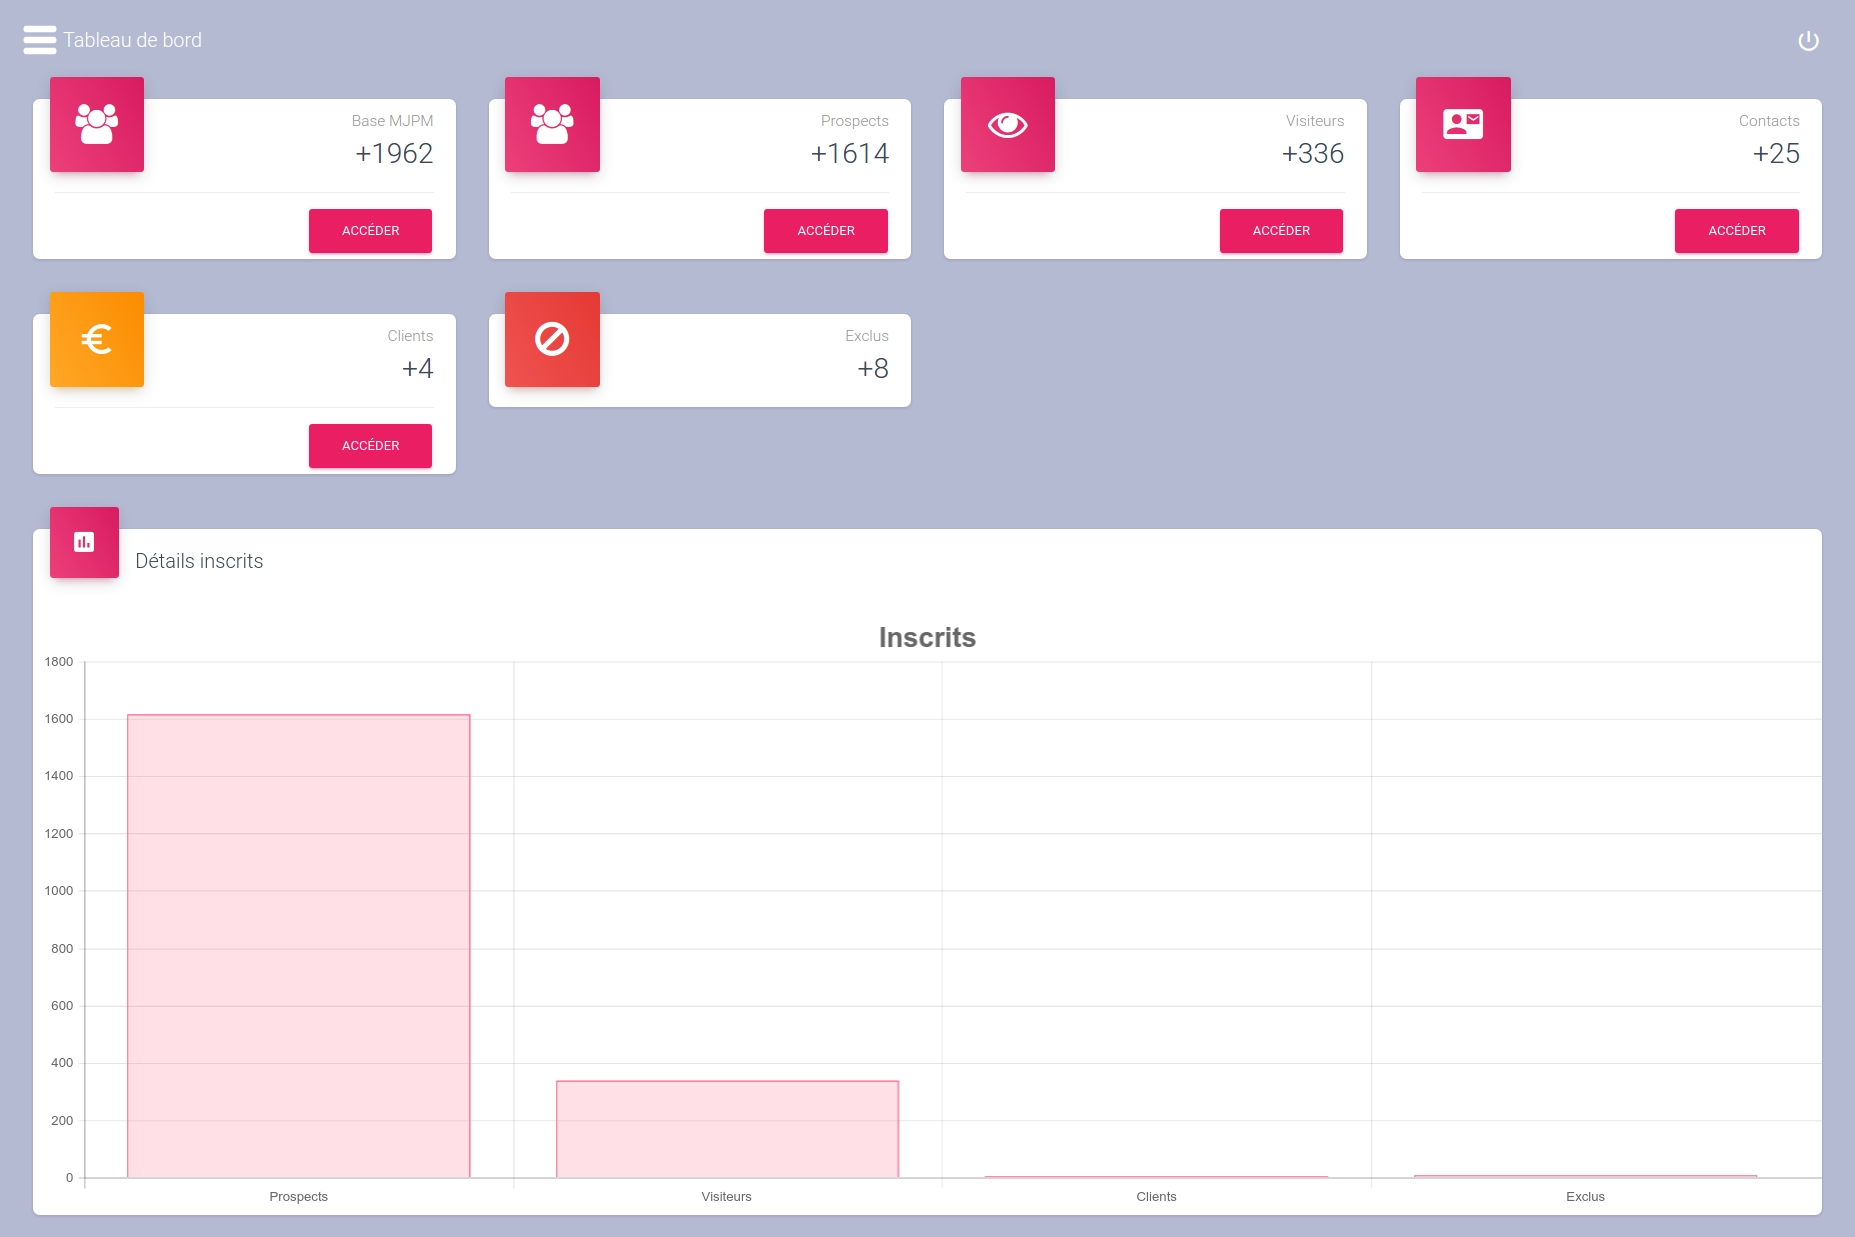 Tableau de bord
Base MJPM
+1962
ACCÉDER
Prospects
+1614
ACCÉDER
Visiteurs
+336
ACCÉDER
Contacts
+25
ACCÉDER
Clients
+4
ACCÉDER
Exclus
+8
Détails inscrits
Inscrits
1800
1600
1400
1200
1000
800
600
400
200
0
Prospects Visiteurs Clients Exclus